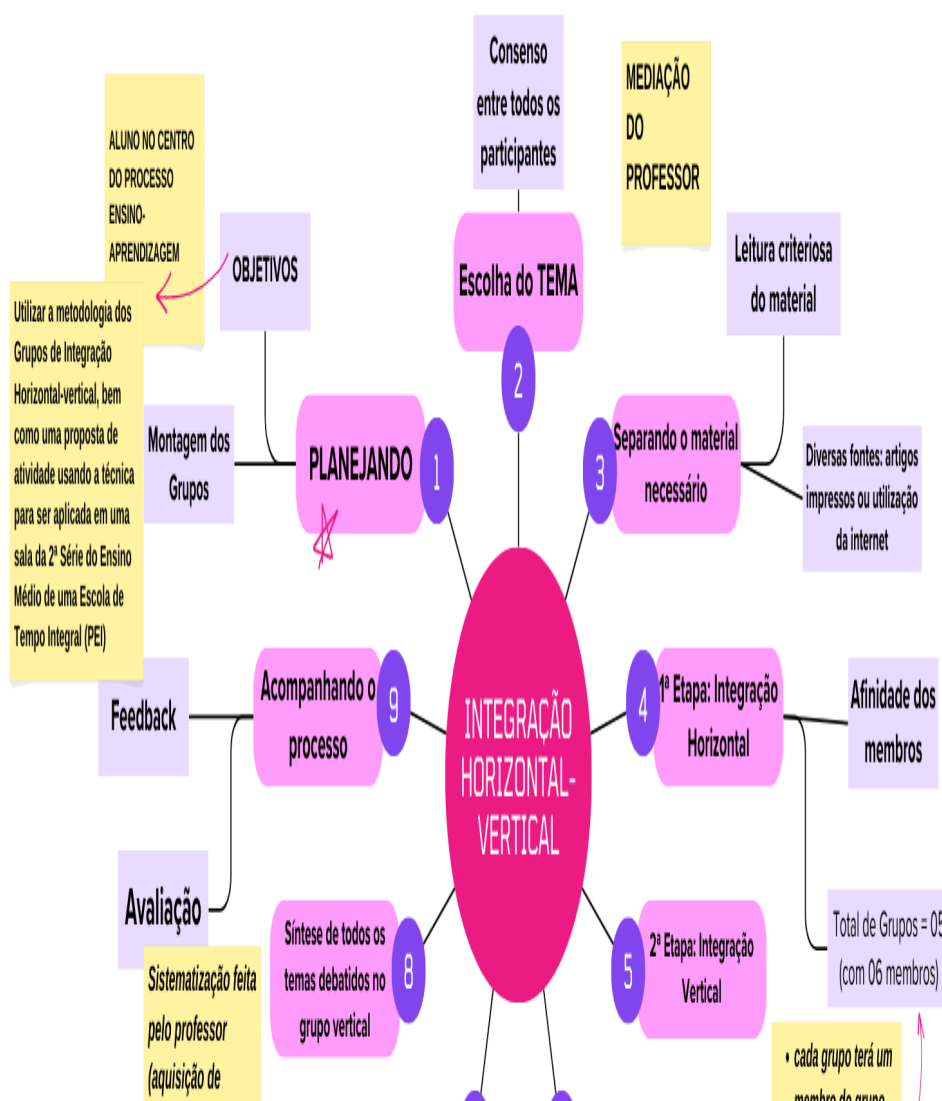 Consenso
entre todos os
participantes
MEDIAÇÃO
DO
PROFESSOR
ALUNO NO CENTRO
DO PROCESSO
ENSINO-
APRENDIZAGEM
OBJETIVOS
Escolha do TEMA
2
Leitura criteriosa
do material
Utilizar a metodologia dos
Grupos de Integração
Horizontal-vertical, bem
como uma proposta de
atividade usando a técnica
para ser aplicada em uma
sala da 2ª Série do Ensino
Médio de uma Escola de
Tempo Integral (PEI)
Montagem dos
Grupos
PLANEJANDO
1
3
Separando o material
necessário
Diversas fontes: artigos
impressos ou utilização
da internet
Feedback
Acompanhando o
processo
9
INTEGRAÇÃO
HORIZONTAL-
VERTICAL
4
1ª Etapa: Integração
Horizontal
Afinidade dos
membros
Avaliação
Síntese de todos os
temas debatidos no
grupo vertical
8
5
2ª Etapa: Integração
Vertical
Total de Grupos = 05
(com 06 membros)
Sistematização feita
pelo professor
(aquisição de
• cada grupo terá um
membro do grupo